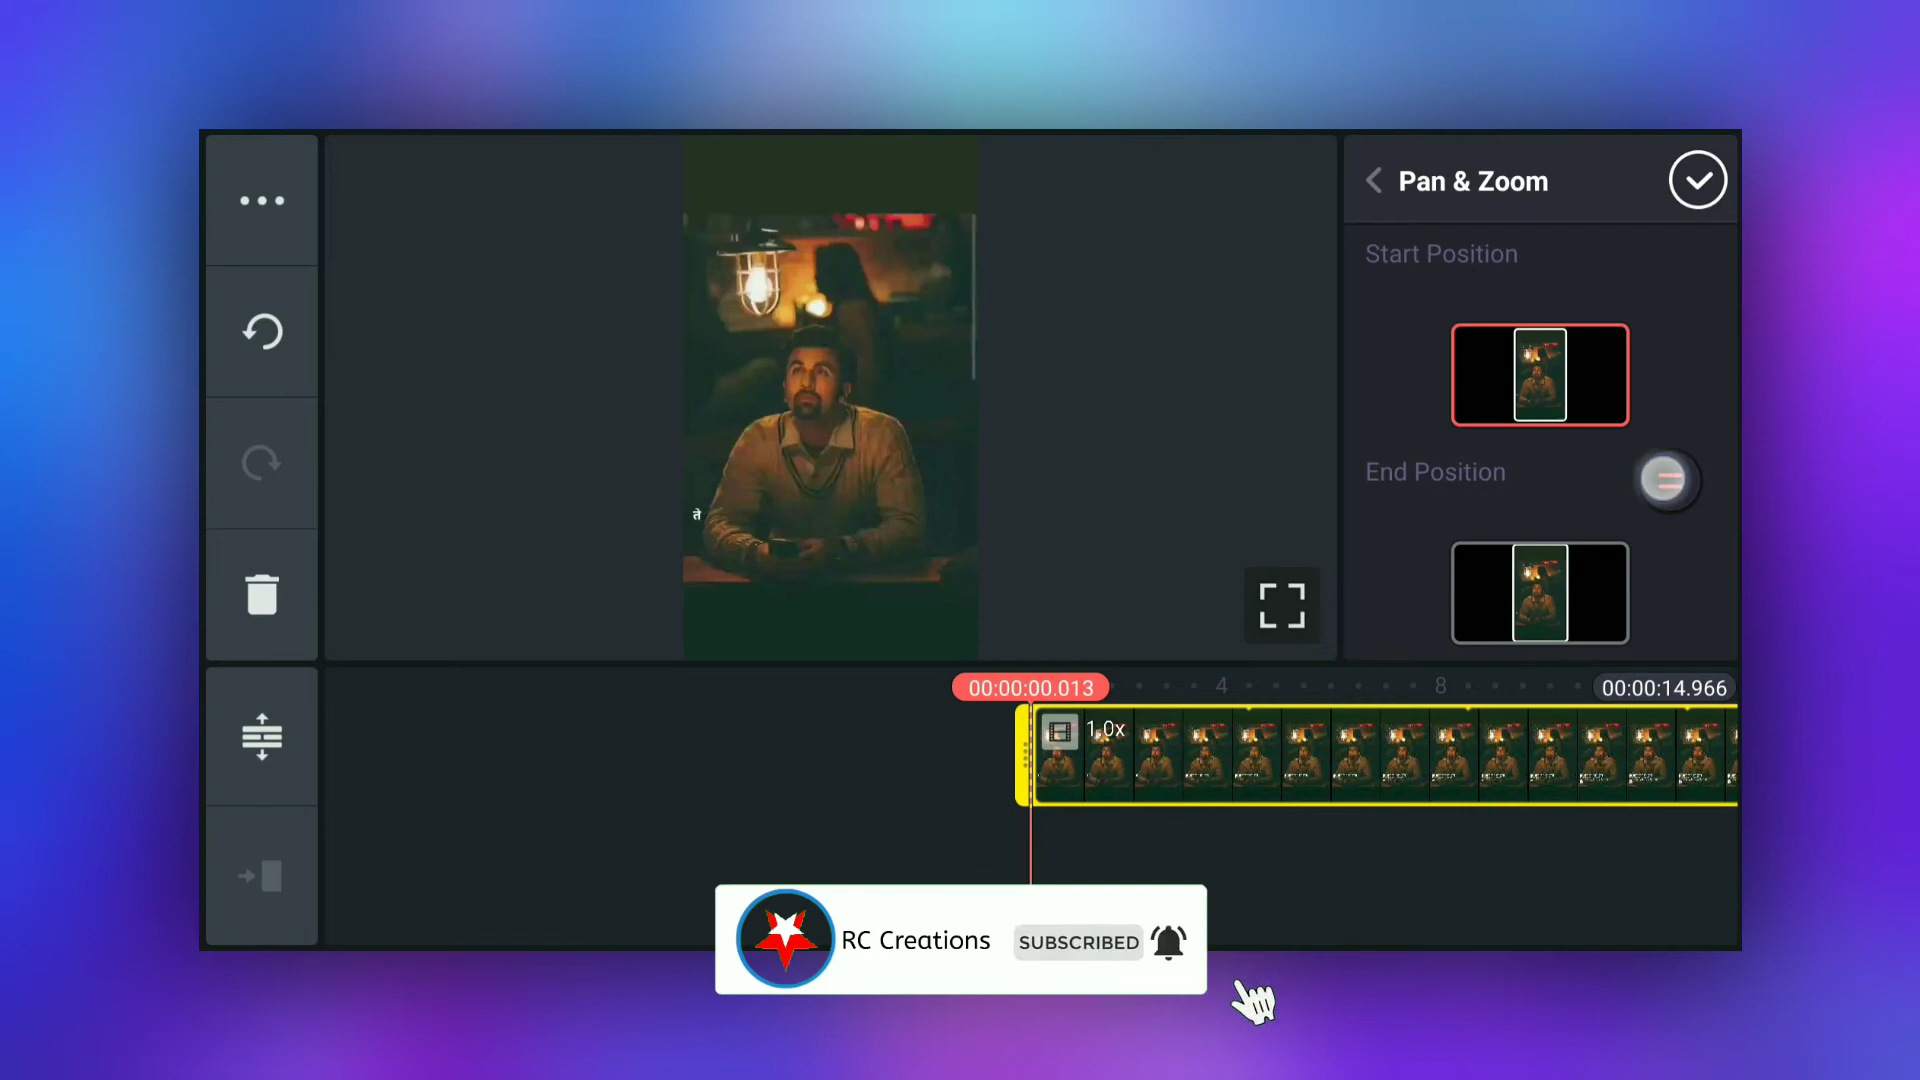 Pan & Zoom
Start Position
End Position
ते
00:00:00.013
4
8
00:00:14.966
1.0x
RC Creations
SUBSCRIBED